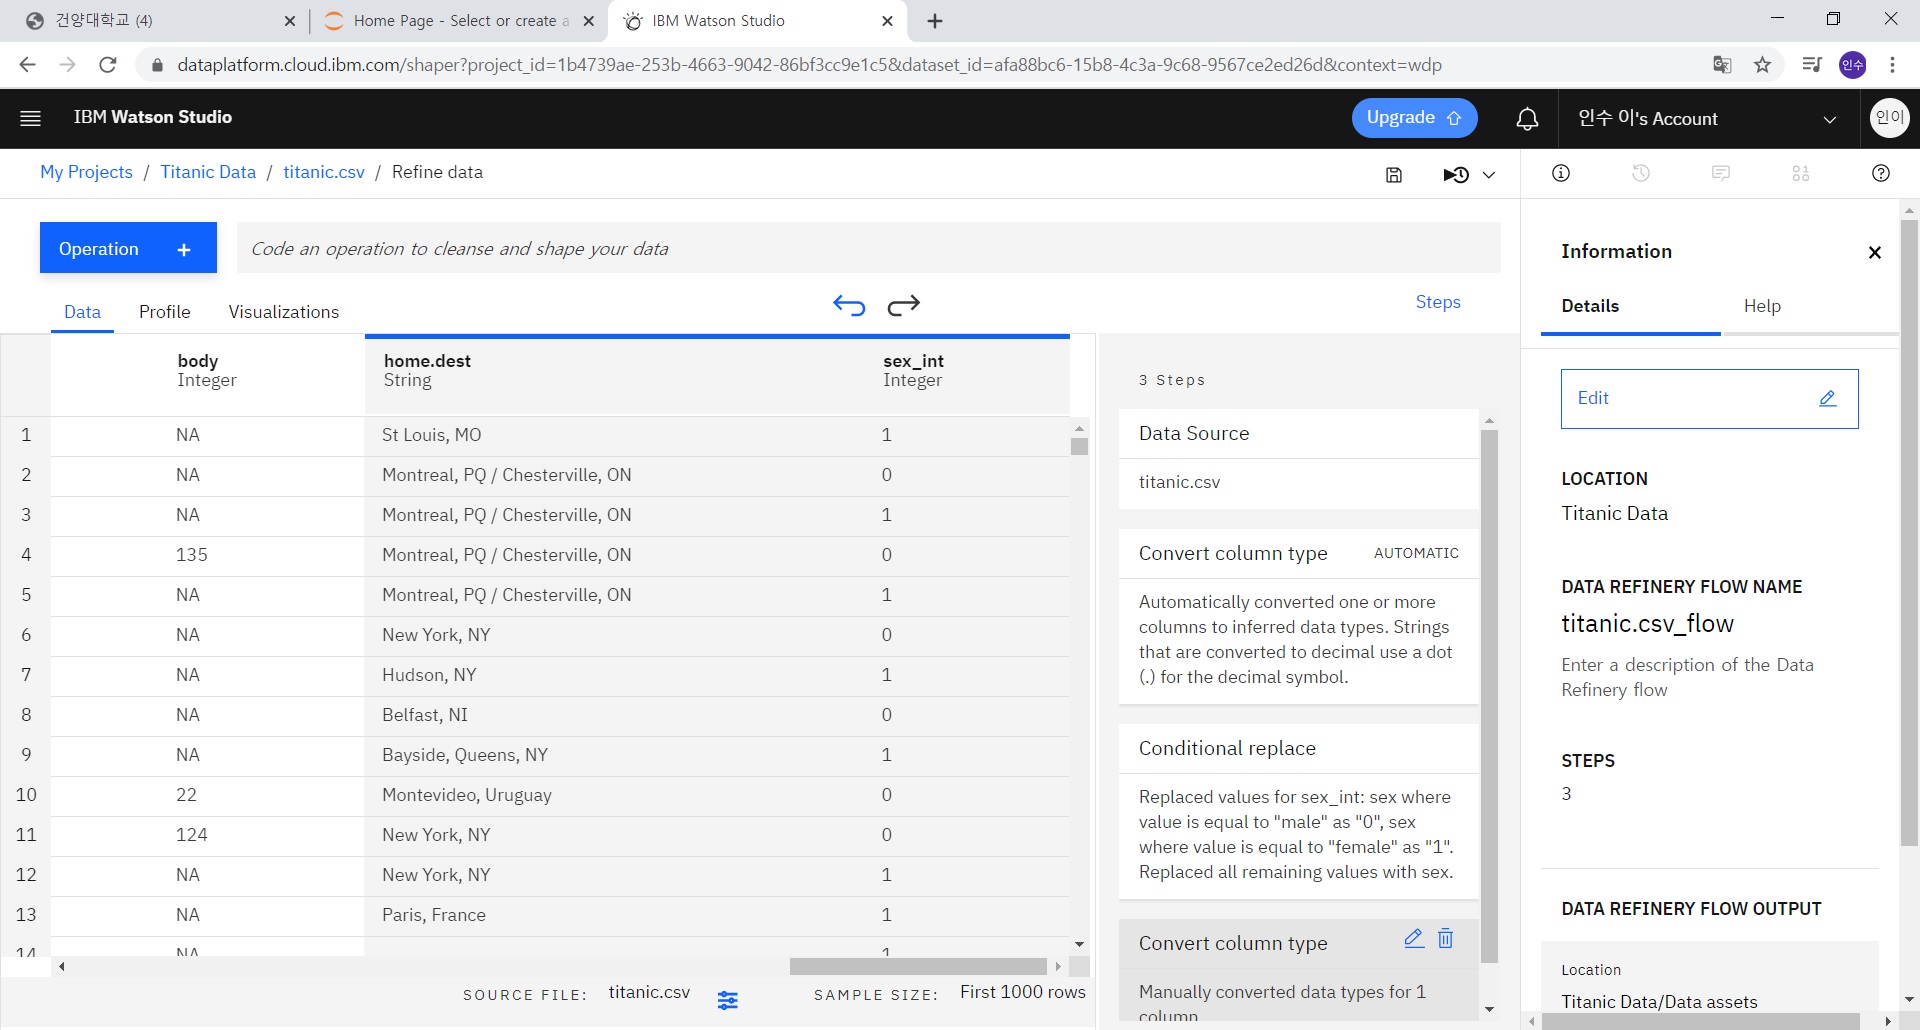 건양대학교 (4)
Home Page - Select or create a
IBM Watson Studio
dataplatform.cloud.ibm.com/shaper?project_id=1b4739ae-253b-4663-9042-86bf3cc9e1c5&dataset_id=afa88bc6-15b8-4c3a-9c68-9567ce2ed26d&context=wdp
인수
IBM Watson Studio
Upgrade
인수 이's Account
인이
My Projects / Titanic Data / titanic.csv / Refine data
Operation +
Code an operation to cleanse and shape your data
Data Profile Visualizations
Steps
body home.dest sex_int
Integer String Integer
1 NA St Louis, MO 1
2 NA Montreal, PQ / Chesterville, ON 0
3 NA Montreal, PQ / Chesterville, ON 1
4 135 Montreal, PQ / Chesterville, ON 0
5 NA Montreal, PQ / Chesterville, ON 1
6 NA New York, NY 0
7 NA Hudson, NY 1
8 NA Belfast, NI 0
9 NA Bayside, Queens, NY 1
10 22 Montevideo, Uruguay 0
11 124 New York, NY 0
12 NA New York, NY 1
13 NA Paris, France 1
14 NA 1
SOURCE FILE: titanic.csv SAMPLE SIZE: First 1000 rows
3 Steps
Data Source
titanic.csv
Convert column type AUTOMATIC
Automatically converted one or more
columns to inferred data types. Strings
that are converted to decimal use a dot
(.) for the decimal symbol.
Conditional replace
Replaced values for sex_int: sex where
value is equal to "male" as "0", sex
where value is equal to "female" as "1".
Replaced all remaining values with sex.
Convert column type
Manually converted data types for 1
column
Information
Details Help
Edit
LOCATION
Titanic Data
DATA REFINERY FLOW NAME
titanic.csv_flow
Enter a description of the Data
Refinery flow
STEPS
3
DATA REFINERY FLOW OUTPUT
Location
Titanic Data/Data assets